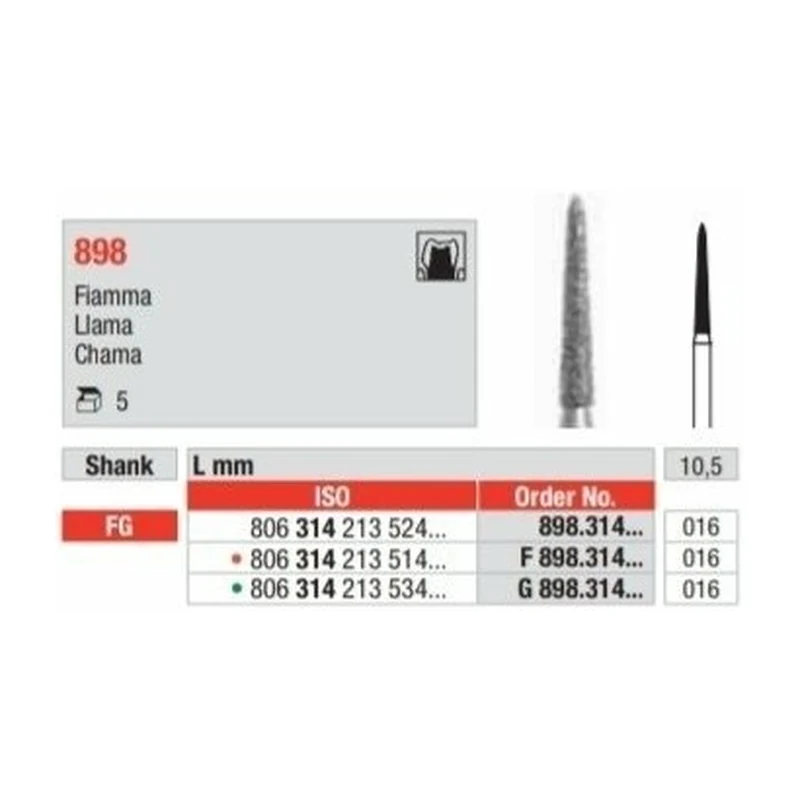 898
Fiamma
Llama
Chama
5
Shank L mm 10,5
ISO Order No.
FG 806 314 213 524... 898.314... 016
806 314 213 514... F 898.314... 016
806 314 213 534... G 898.314... 016